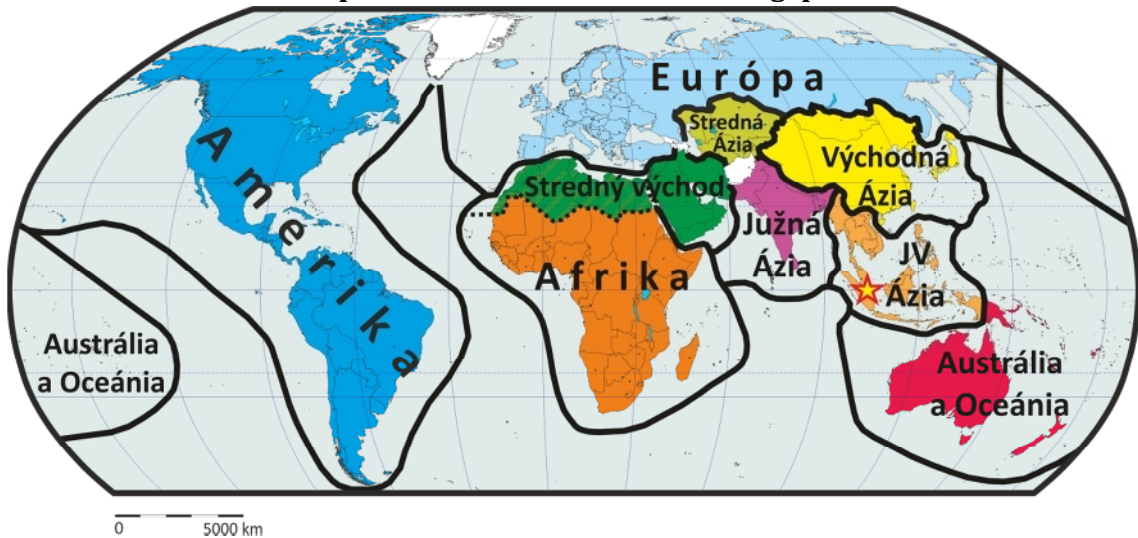 Európa
Stredná
Ázia
Východná
Ázia
Stredný východ
Južná
Ázia
JV
Ázia
Amerika
Afrika
Austrália
a Oceánia
Austrália
a Oceánia
0 5000 km